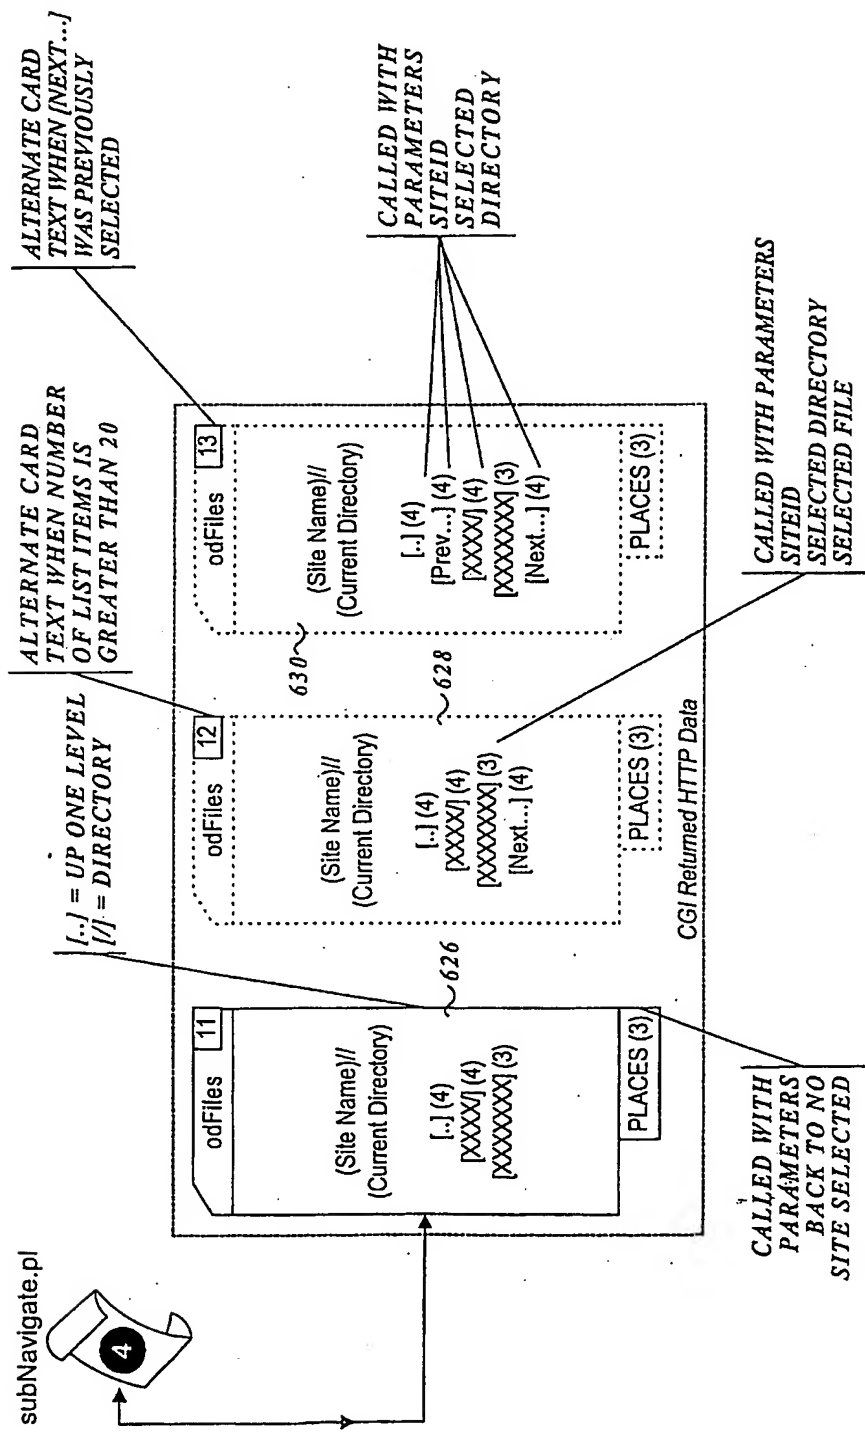 subNavigate.pl
4
[..] = UP ONE LEVEL
[/] = DIRECTORY
ALTERNATE CARD
TEXT WHEN NUMBER
OF LIST ITEMS IS
GREATER THAN 20
ALTERNATE CARD
TEXT WHEN [NEXT...]
WAS PREVIOUSLY
SELECTED
odFiles
11
(Site Name)//
(Current Directory)
[..] (4)
[XXXX/] (4)
[XXXXXXXX] (3)
PLACES (3)
626
odFiles
12
(Site Name)//
(Current Directory)
[..] (4)
[XXXX/] (4)
[XXXXXXXX] (3)
[Next...] (4)
PLACES (3)
628
odFiles
13
(Site Name)//
(Current Directory)
[..] (4)
[Prev...] (4)
[XXXX/] (4)
[XXXXXXXX] (3)
[Next...] (4)
PLACES (3)
630
CGI Returned HTTP Data
CALLED WITH
PARAMETERS
BACK TO NO
SITE SELECTED
CALLED WITH PARAMETERS
SITEID
SELECTED DIRECTORY
SELECTED FILE
CALLED WITH
PARAMETERS
SITEID
SELECTED
DIRECTORY